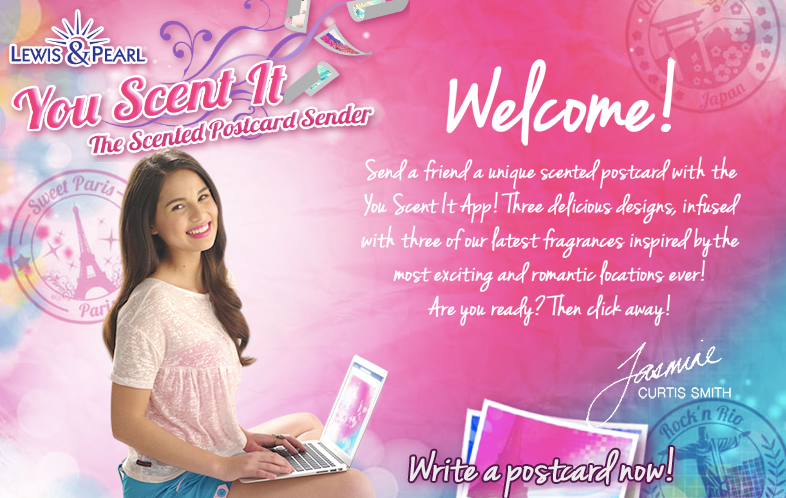 LEWIS & PEARL
You Scent It
The Scented Postcard Sender
Welcome!
Send a friend a unique scented postcard with the
You Scent It App! Three delicious designs, infused
with three of our latest fragrances inspired by the
most exciting and romantic locations ever!
Are you ready? Then click away!
Jasmine
CURTIS SMITH
Write a postcard now!
Sweet Paris
Paris
Japan
Rock'n Rio